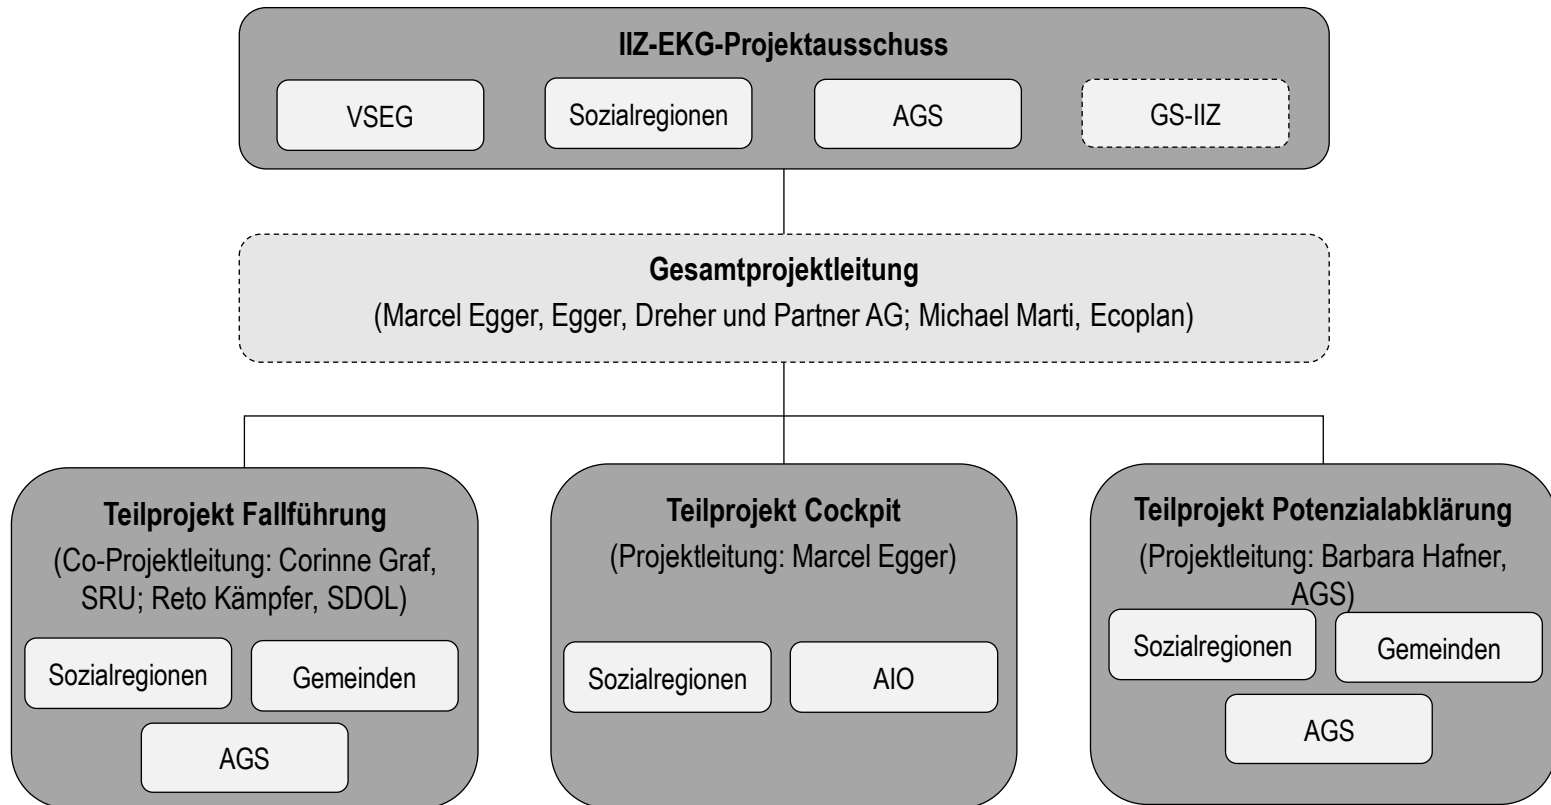 IIZ-EKG-Projektausschuss
VSEG
Sozialregionen
AGS
GS-IIZ
Gesamtprojektleitung
(Marcel Egger, Egger, Dreher und Partner AG; Michael Marti, Ecoplan)
Teilprojekt Fallführung
(Co-Projektleitung: Corinne Graf,
SRU; Reto Kämpfer, SDOL)
Sozialregionen
Gemeinden
AGS
Teilprojekt Cockpit
(Projektleitung: Marcel Egger)
Sozialregionen
AIO
Teilprojekt Potenzialabklärung
(Projektleitung: Barbara Hafner,
AGS)
Sozialregionen
Gemeinden
AGS